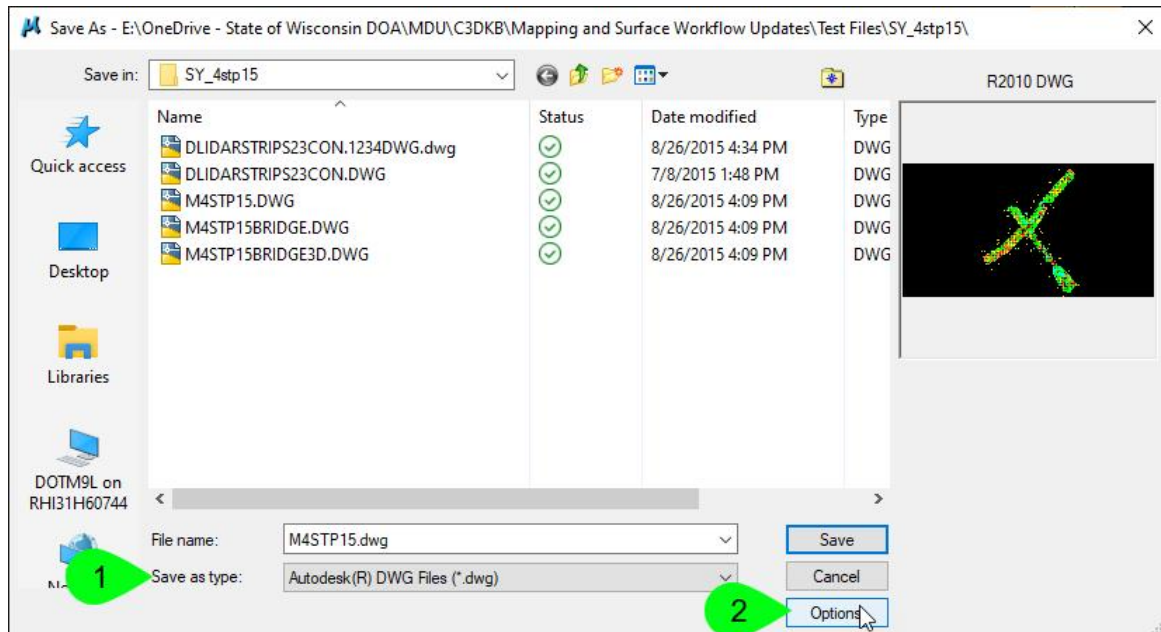 Save As - E:\OneDrive - State of Wisconsin DOA\MDU\C3DKB\Mapping and Surface Workflow Updates\Test Files\SY_4stp15\
Save in: SY_4stp15
R2010 DWG
Name Status Date modified Type
DLIDARSTRIPS23CON.1234DWG.dwg 8/26/2015 4:34 PM DWG
DLIDARSTRIPS23CON.DWG 7/8/2015 1:48 PM DWG
M4STP15.DWG 8/26/2015 4:09 PM DWG
M4STP15BRIDGE.DWG 8/26/2015 4:09 PM DWG
M4STP15BRIDGE3D.DWG 8/26/2015 4:09 PM DWG
Quick access
Desktop
Libraries
DOTM9L on
RHI31H60744
File name: M4STP15.dwg Save
1 Save as type: Autodesk(R) DWG Files (*.dwg) Cancel
2 Options